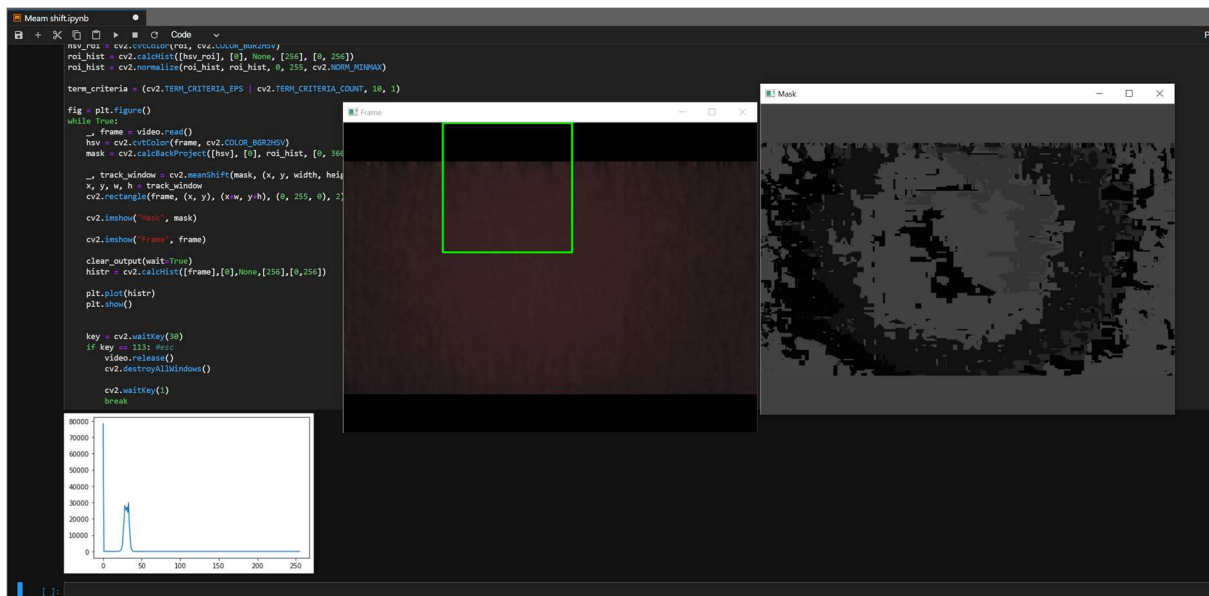 Meam shift.ipynb
Code
P
hsv_roi = cv2.cvtColor(roi, cv2.COLOR_BGR2HSV)
roi_hist = cv2.calcHist([hsv_roi], [0], None, [256], [0, 256])
roi_hist = cv2.normalize(roi_hist, roi_hist, 0, 255, cv2.NORM_MINMAX)
term_criteria = (cv2.TERM_CRITERIA_EPS | cv2.TERM_CRITERIA_COUNT, 10, 1)
fig = plt.figure()
while True:
_, frame = video.read()
hsv = cv2.cvtColor(frame, cv2.COLOR_BGR2HSV)
mask = cv2.calcBackProject([hsv], [0], roi_hist, [0, 360
_, track_window = cv2.meanShift(mask, (x, y, width, heig
x, y, w, h = track_window
cv2.rectangle(frame, (x, y), (x+w, y+h), (0, 255, 0), 2)
cv2.imshow("Mask", mask)
cv2.imshow("Frame", frame)
clear_output(wait=True)
histr = cv2.calcHist([frame],[0],None,[256],[0,256])
plt.plot(histr)
plt.show()
key = cv2.waitKey(30)
if key == 113: #esc
video.release()
cv2.destroyAllWindows()
cv2.waitKey(1)
break
Frame
Mask
80000
70000
60000
50000
40000
30000
20000
10000
0
0 50 100 150 200 250
[ ]: